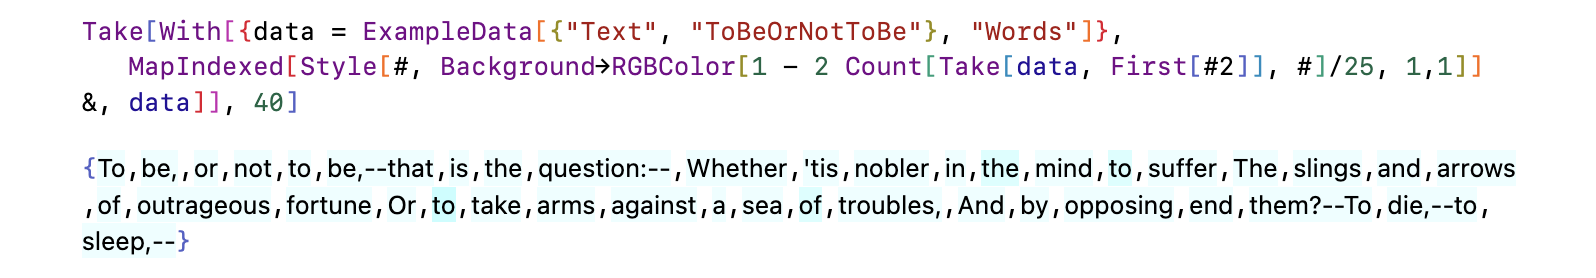 Take[With[{data = ExampleData[{"Text", "ToBeOrNotToBe"}, "Words"]},
MapIndexed[Style[#, Background→RGBColor[1 − 2 Count[Take[data, First[#2]], #]/25, 1,1]]
&, data]], 40]
{To,be,,or,not,to,be,--that,is,the,question:--,Whether,'tis,nobler,in,the,mind,to,suffer,The,slings,and,arrows
,of,outrageous,fortune,Or,to,take,arms,against,a,sea,of,troubles,,And,by,opposing,end,them?--To,die,--to,
sleep,--}